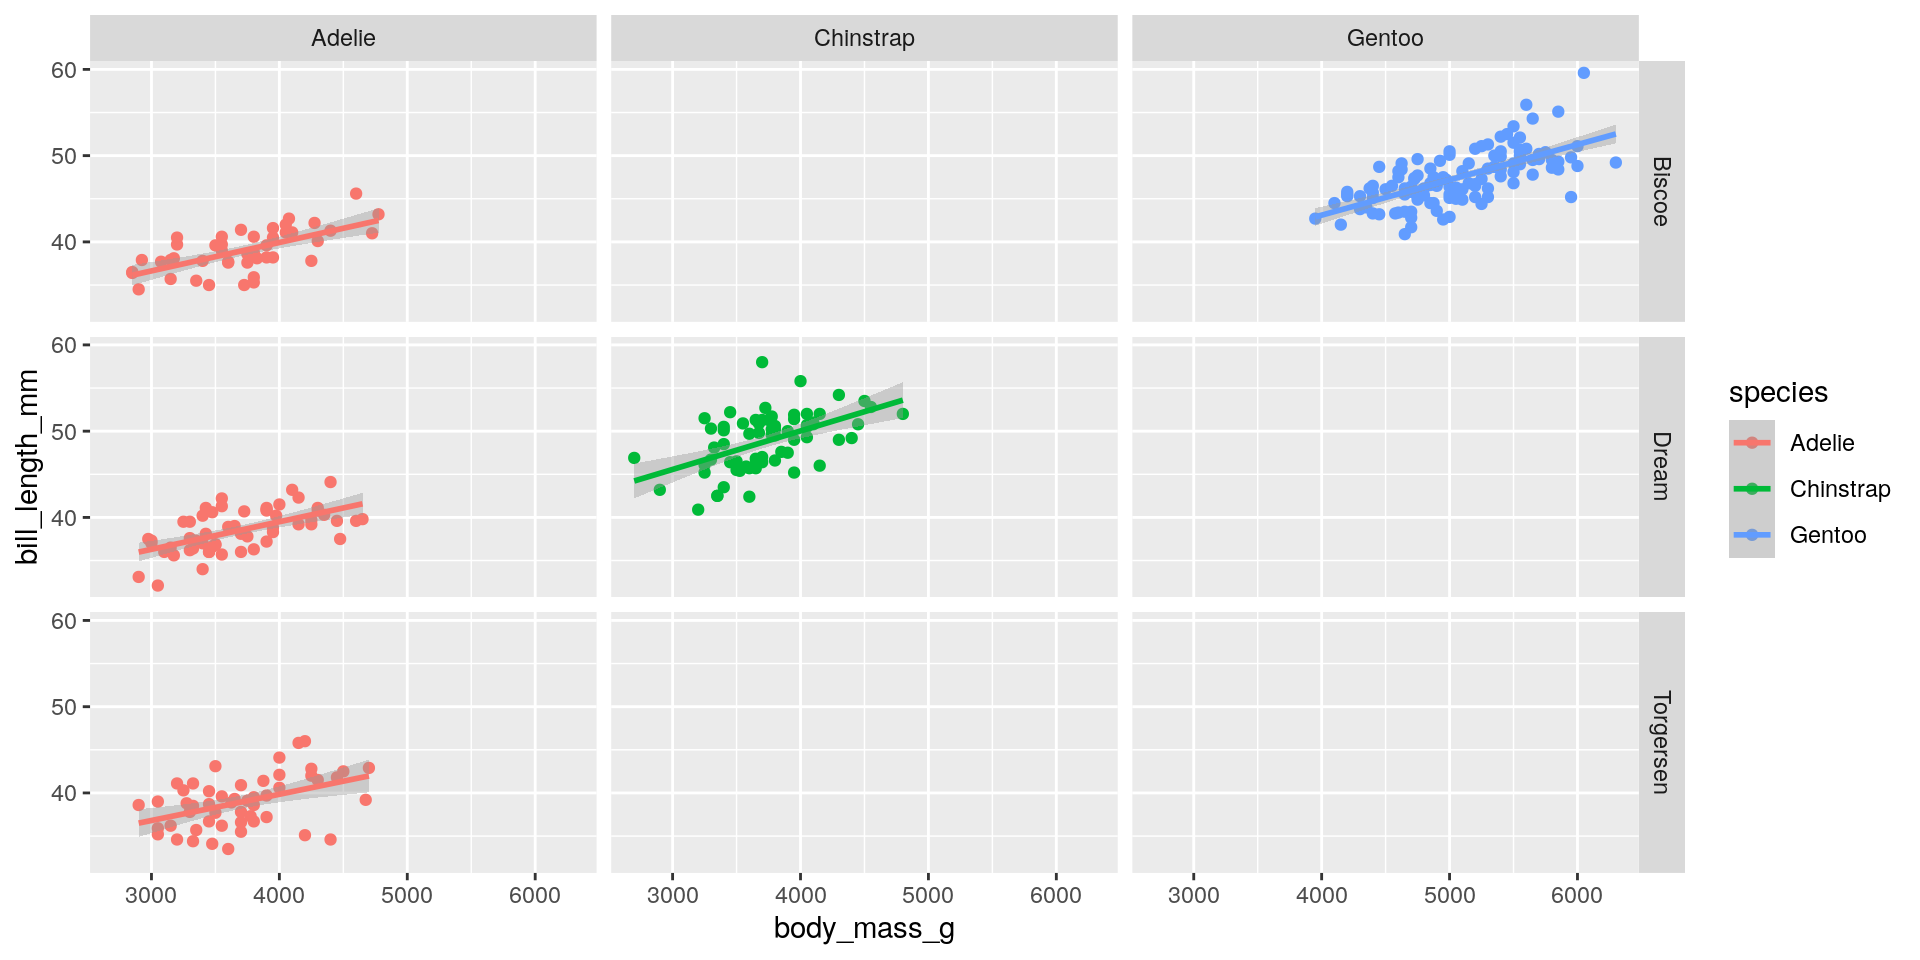 Adelie Chinstrap Gentoo
60
50
40
Biscoe
60
50
40
Dream
60
50
40
Torgersen
3000 4000 5000 6000 3000 4000 5000 6000 3000 4000 5000 6000
body_mass_g
bill_length_mm
species
Adelie
Chinstrap
Gentoo